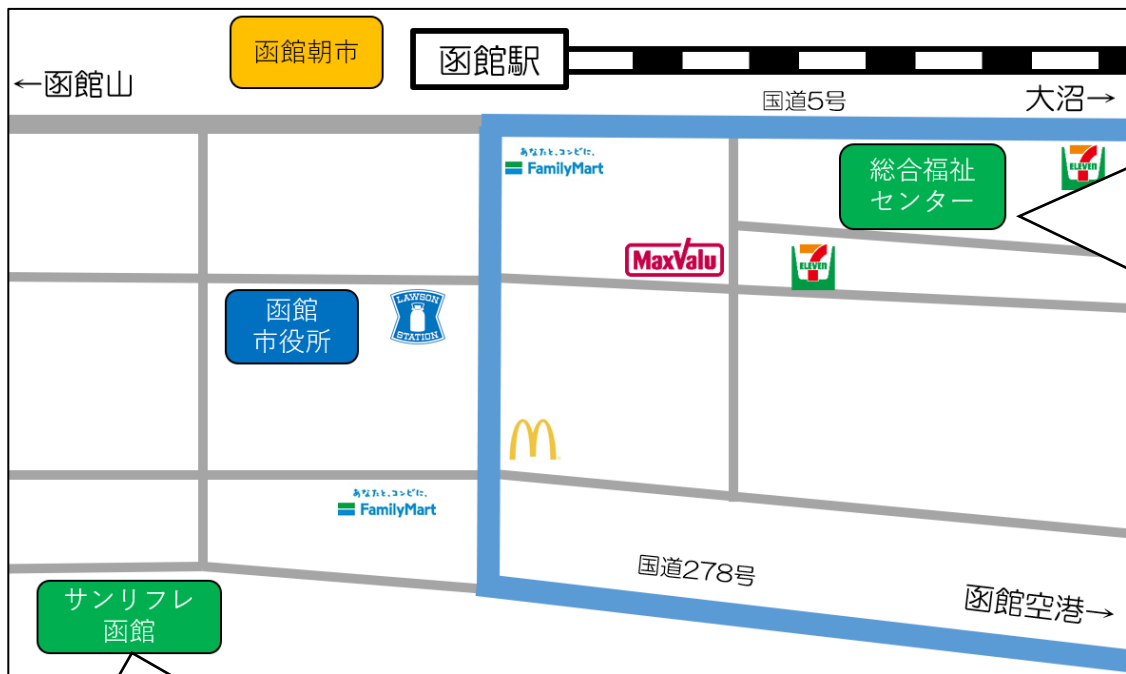 函館朝市
函館駅
←函館山
国道5号
大沼→
あなたと、コンビに、
FamilyMart
総合福祉
センター
ELEVEN
MaxValu
ELEVEN
函館
市役所
LAWSON
STATION
あなたと、コンビに、
FamilyMart
国道278号
サンリフレ
函館
函館空港→